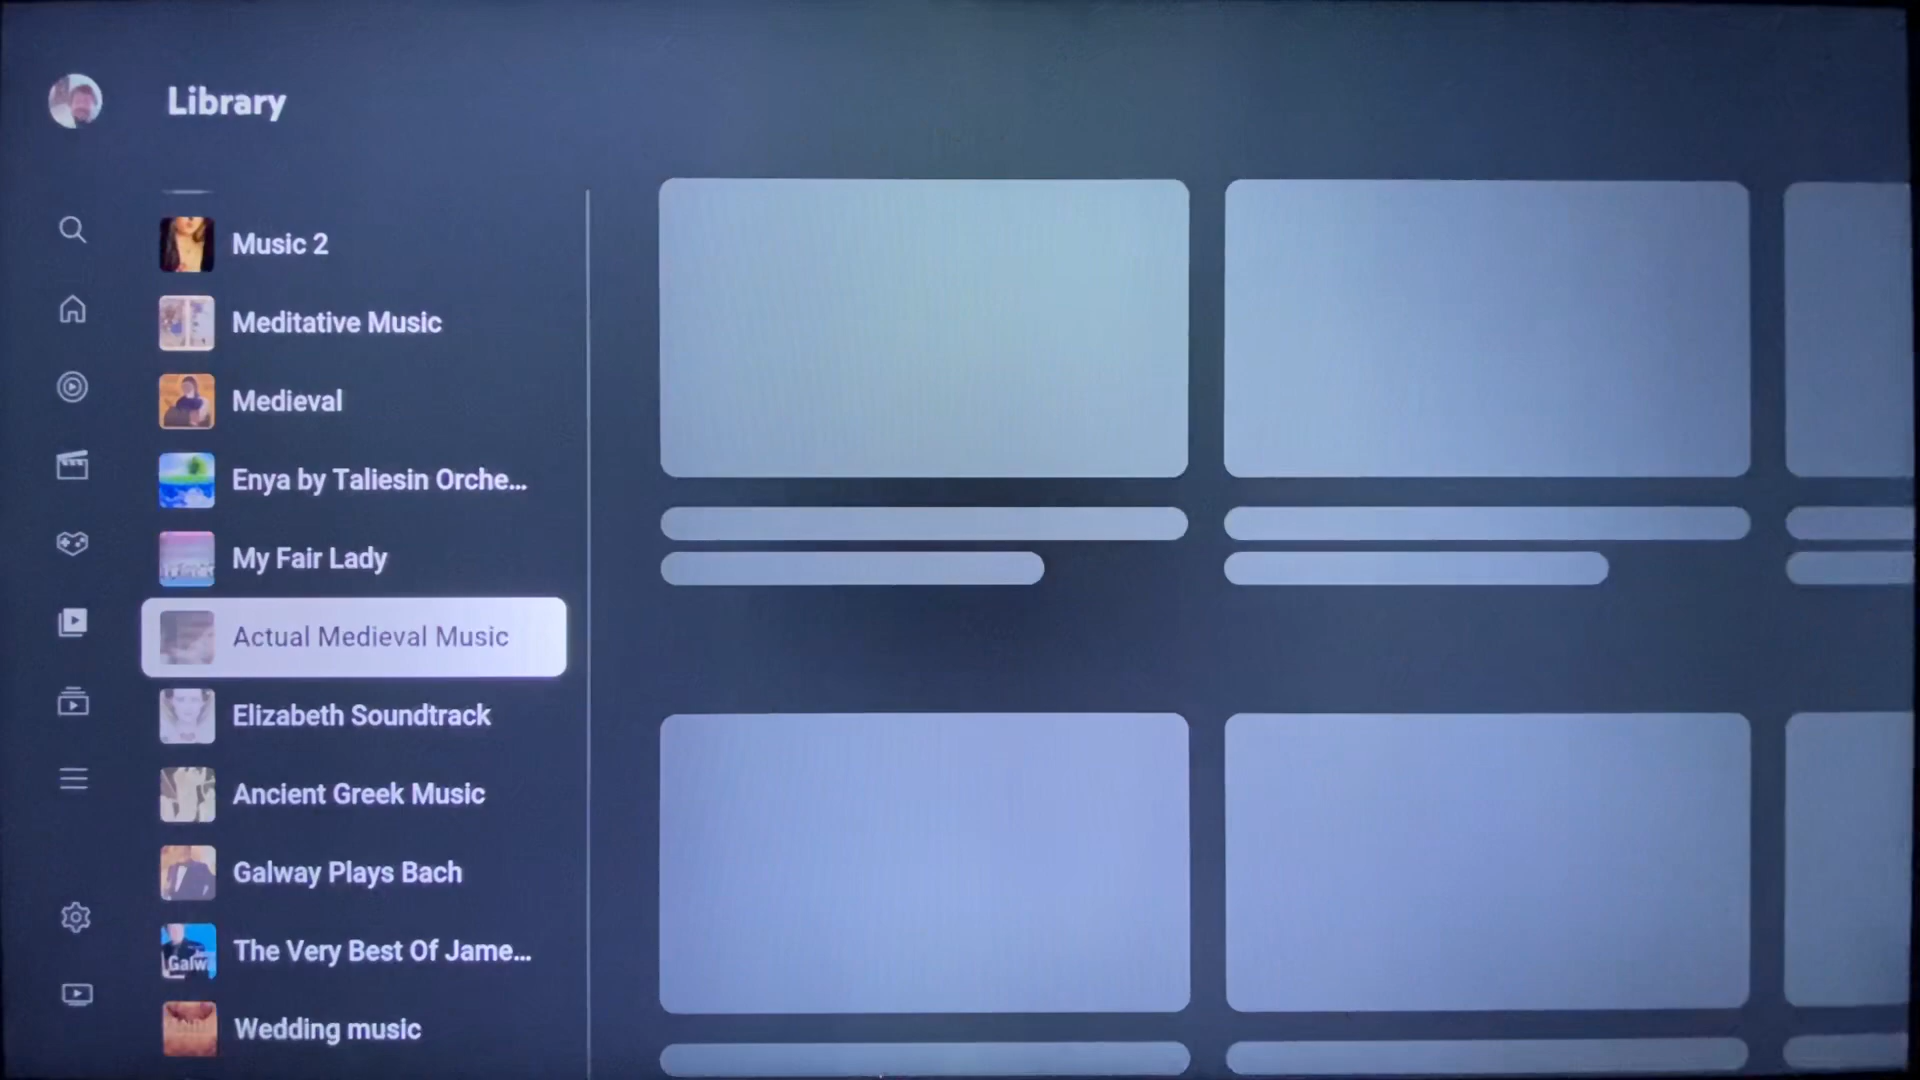 Library
Music 2
Meditative Music
Medieval
Enya by Taliesin Orche...
My Fair Lady
Actual Medieval Music
Elizabeth Soundtrack
Ancient Greek Music
Galway Plays Bach
The Very Best Of Jame...
Galw
Wedding music